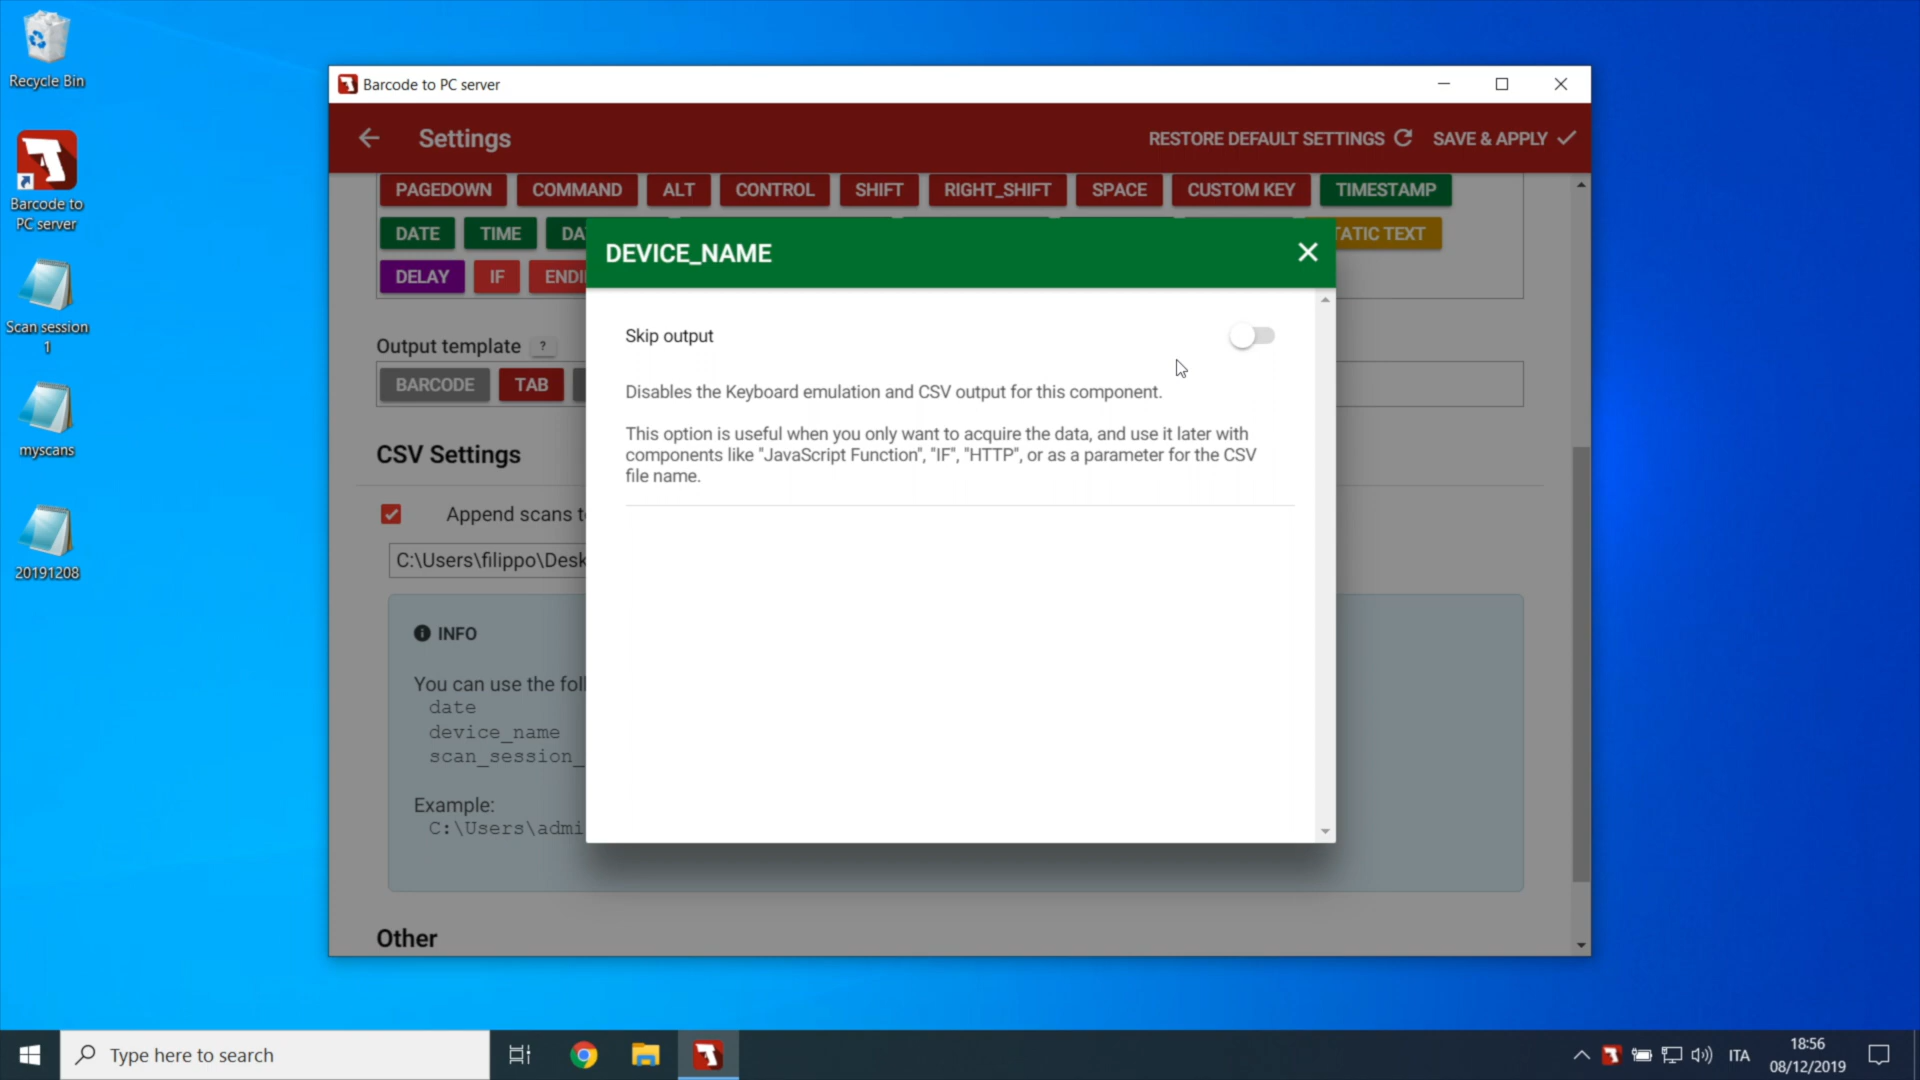 Recycle Bin
Barcode to
PC server
Scan session
1
myscans
20191208
Barcode to PC server
Settings
RESTORE DEFAULT SETTINGS
SAVE & APPLY
PAGEDOWN COMMAND ALT CONTROL SHIFT RIGHT_SHIFT SPACE CUSTOM KEY TIMESTAMP
DATE TIME DA TATIC TEXT
DELAY IF ENDI
DEVICE_NAME
Skip output
Disables the Keyboard emulation and CSV output for this component.
This option is useful when you only want to acquire the data, and use it later with
components like "JavaScript Function", "IF", "HTTP", or as a parameter for the CSV
file name.
Output template ?
BARCODE TAB
CSV Settings
Append scans t
C:\Users\filippo\Desk
INFO
You can use the foll
date
device_name
scan_session_
Example:
C:\Users\admi
Other
Type here to search
ITA
18:56
08/12/2019